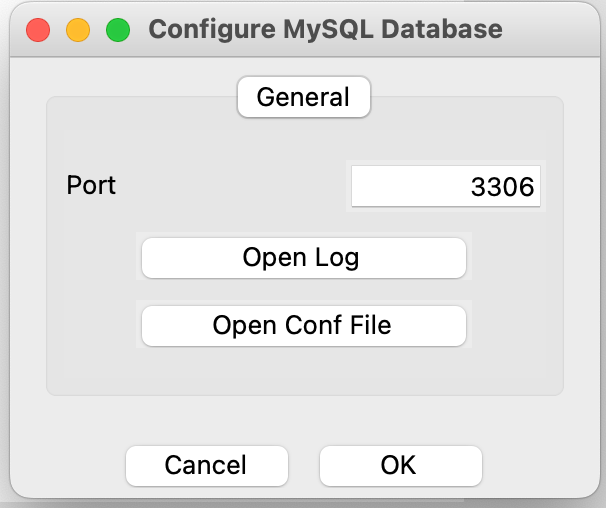 Configure MySQL Database
General
Port
3306
Open Log
Open Conf File
Cancel
OK